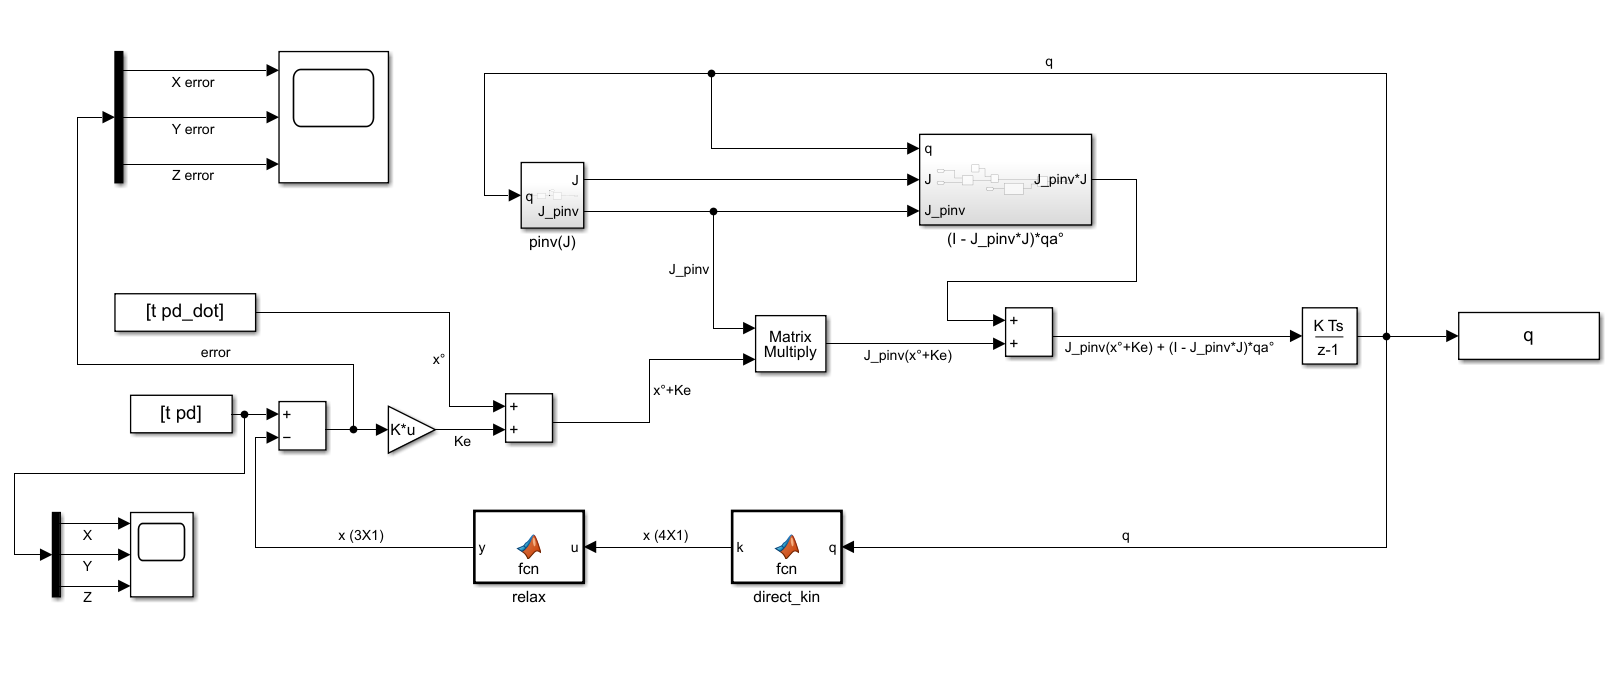 X error
Y error
Z error
q
q
J
J_pinv
pinv(J)
q
J
J_pinv
J_pinv*J
(I - J_pinv*J)*qa°
J_pinv
[t pd_dot]
x°
error
Matrix
Multiply
J_pinv(x°+Ke)
+
+
J_pinv(x°+Ke) + (I - J_pinv*J)*qa°
K Ts
z-1
q
x°+Ke
[t pd]
+
−
K*u
Ke
+
+
X
Y
Z
x (3X1)
y
u
fcn
relax
x (4X1)
k
q
fcn
direct_kin
q